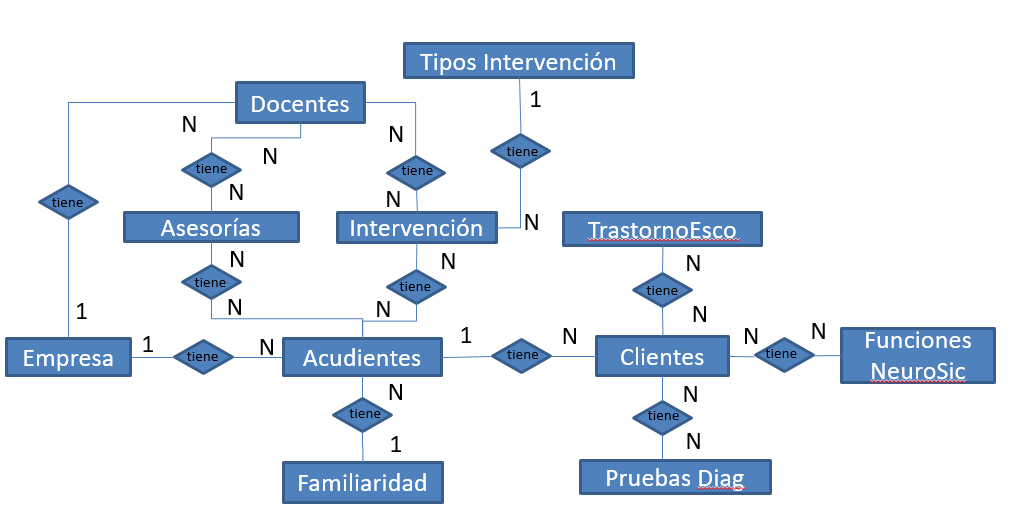 Tipos Intervención
1
Docentes
N
N
N
tiene
tiene
tiene
tiene
N
N
N
Asesorías
Intervención
TrastornoEsco
N
N
N
tiene
tiene
tiene
N
N
N
1
1
N
1
N
N
N
Empresa
tiene
Acudientes
tiene
Clientes
tiene
Funciones
NeuroSic
N
N
tiene
tiene
1
N
Familiaridad
Pruebas Diag